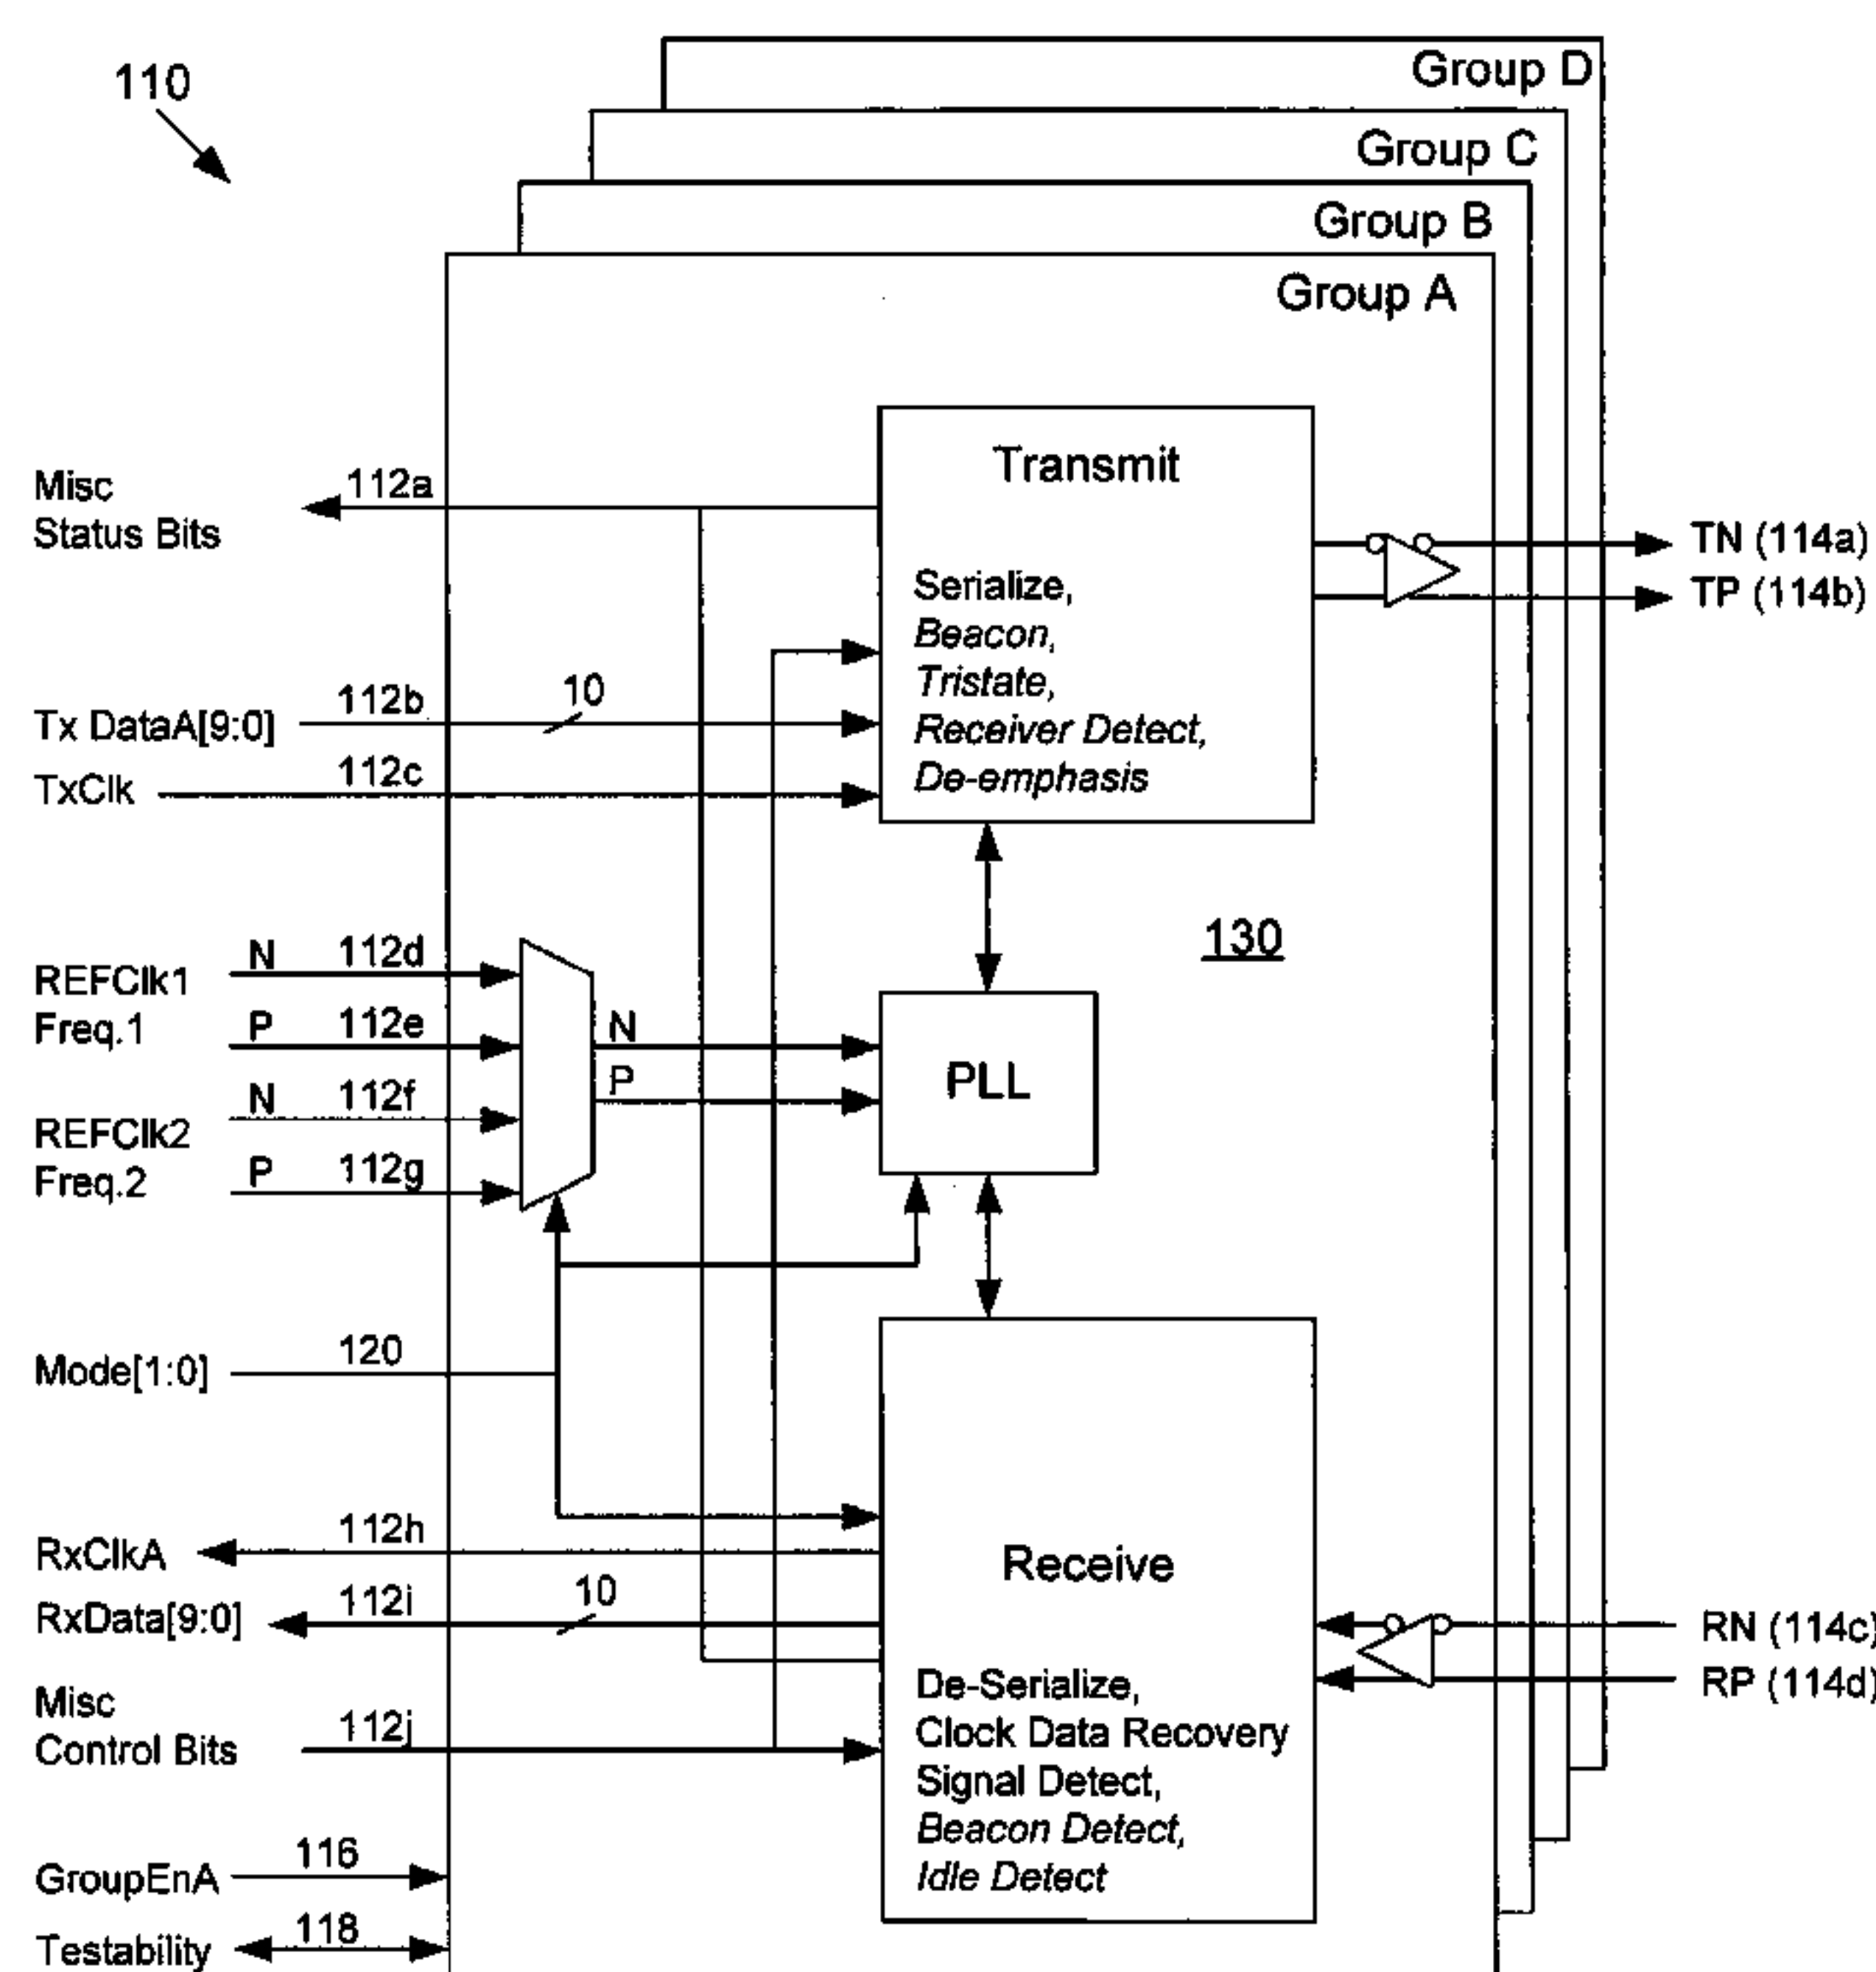 110
Group D
Group C
Group B
Group A
Transmit
Misc
Status Bits
112a
TN (114a)
TP (114b)
Serialize,
Beacon,
Tristate,
Receiver Detect,
De-emphasis
Tx DataA[9:0]
112b
10
TxClk
112c
130
REFClk1
Freq.1
N
112d
P
112e
N
P
PLL
REFClk2
Freq.2
N
112f
P
112g
Mode[1:0]
120
RxClkA
112h
Receive
RxData[9:0]
112i
10
RN (114c)
RP (114d)
Misc
Control Bits
112j
De-Serialize,
Clock Data Recovery
Signal Detect,
Beacon Detect,
Idle Detect
GroupEnA
116
Testability
118